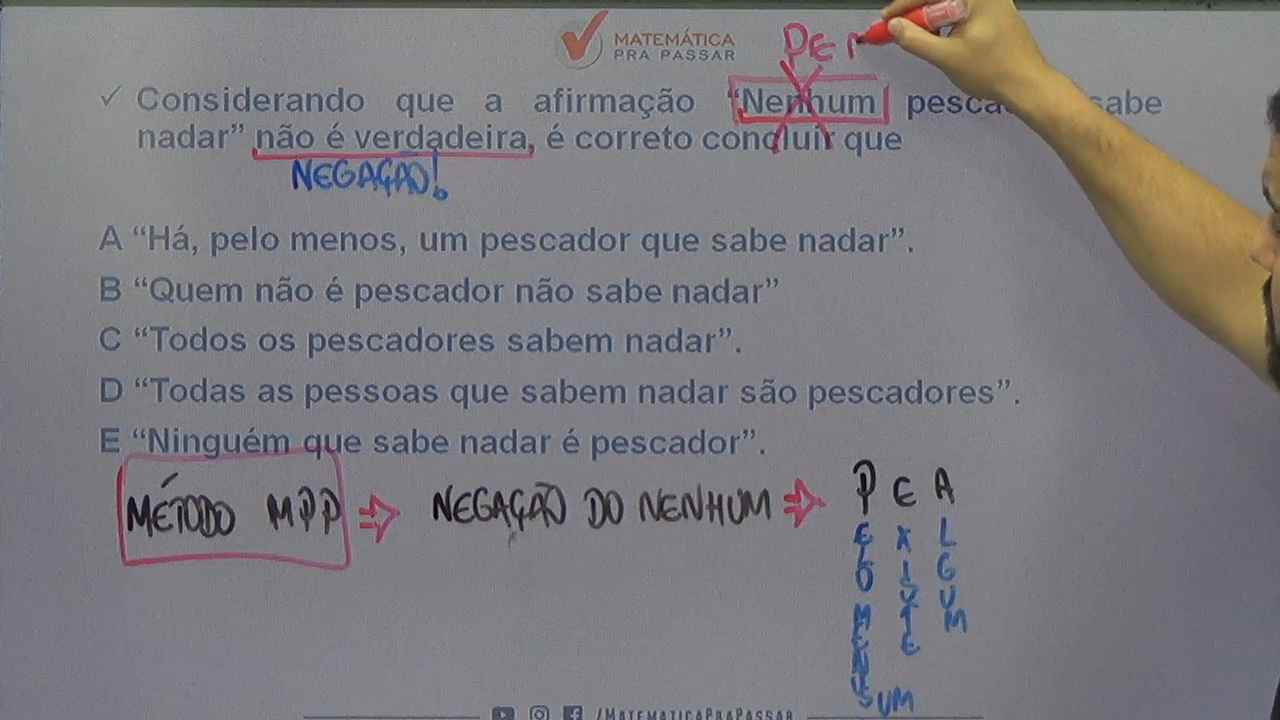 MATEMÁTICA
PRA PASSAR
PE
✓ Considerando que a afirmação "Nenhum sabe
nadar" não é verdadeira, é correto concluir que
NEGAÇÃO!
A "Há, pelo menos, um pescador que sabe nadar".
B "Quem não é pescador não sabe nadar"
C "Todos os pescadores sabem nadar".
D "Todas as pessoas que sabem nadar são pescadores".
E "Ninguém que sabe nadar é pescador".
MÉTODO MPP ⇒ NEGAÇÃO DO NENHUM ⇒ P E A
PELO MENOS UM
EXISTE
ALGUM
/MATEMATICAPRAPASSAR